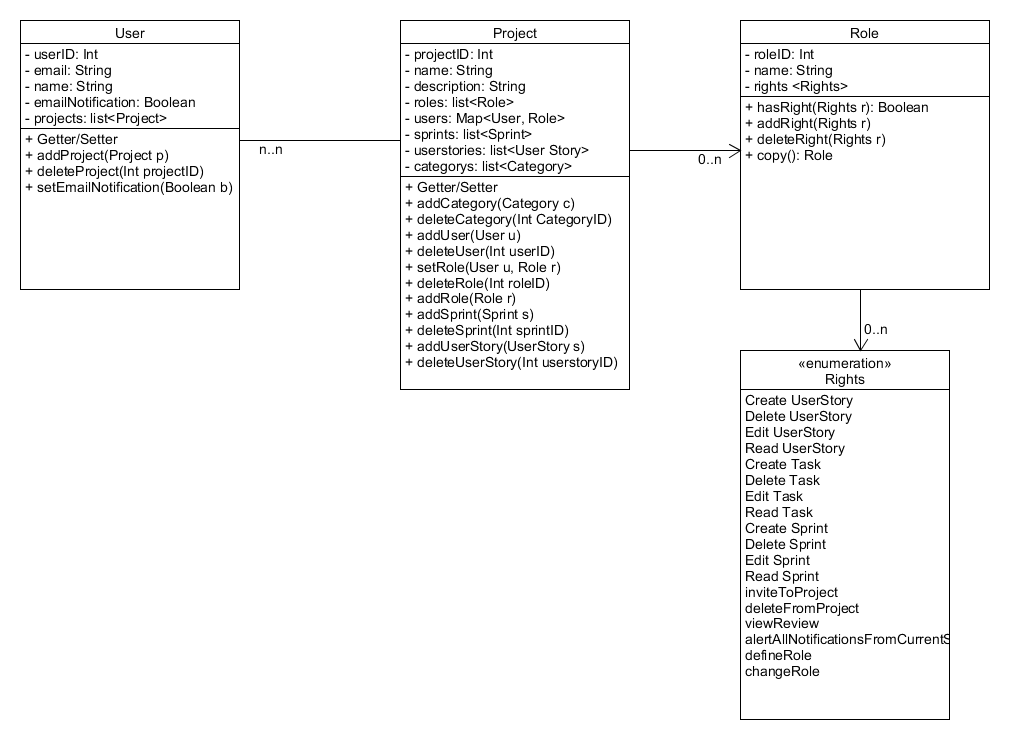 User
- userID: Int
- email: String
- name: String
- emailNotification: Boolean
- projects: list<Project>
+ Getter/Setter
+ addProject(Project p)
+ deleteProject(Int projectID)
+ setEmailNotification(Boolean b)
n..n
Project
- projectID: Int
- name: String
- description: String
- roles: list<Role>
- users: Map<User, Role>
- sprints: list<Sprint>
- userstories: list<User Story>
- categorys: list<Category>
+ Getter/Setter
+ addCategory(Category c)
+ deleteCategory(Int CategoryID)
+ addUser(User u)
+ deleteUser(Int userID)
+ setRole(User u, Role r)
+ deleteRole(Int roleID)
+ addRole(Role r)
+ addSprint(Sprint s)
+ deleteSprint(Int sprintID)
+ addUserStory(UserStory s)
+ deleteUserStory(Int userstoryID)
0..n
Role
- roleID: Int
- name: String
- rights <Rights>
+ hasRight(Rights r): Boolean
+ addRight(Rights r)
+ deleteRight(Rights r)
+ copy(): Role
0..n
«enumeration»
Rights
Create UserStory
Delete UserStory
Edit UserStory
Read UserStory
Create Task
Delete Task
Edit Task
Read Task
Create Sprint
Delete Sprint
Edit Sprint
Read Sprint
inviteToProject
deleteFromProject
viewReview
alertAllNotificationsFromCurrentS
defineRole
changeRole